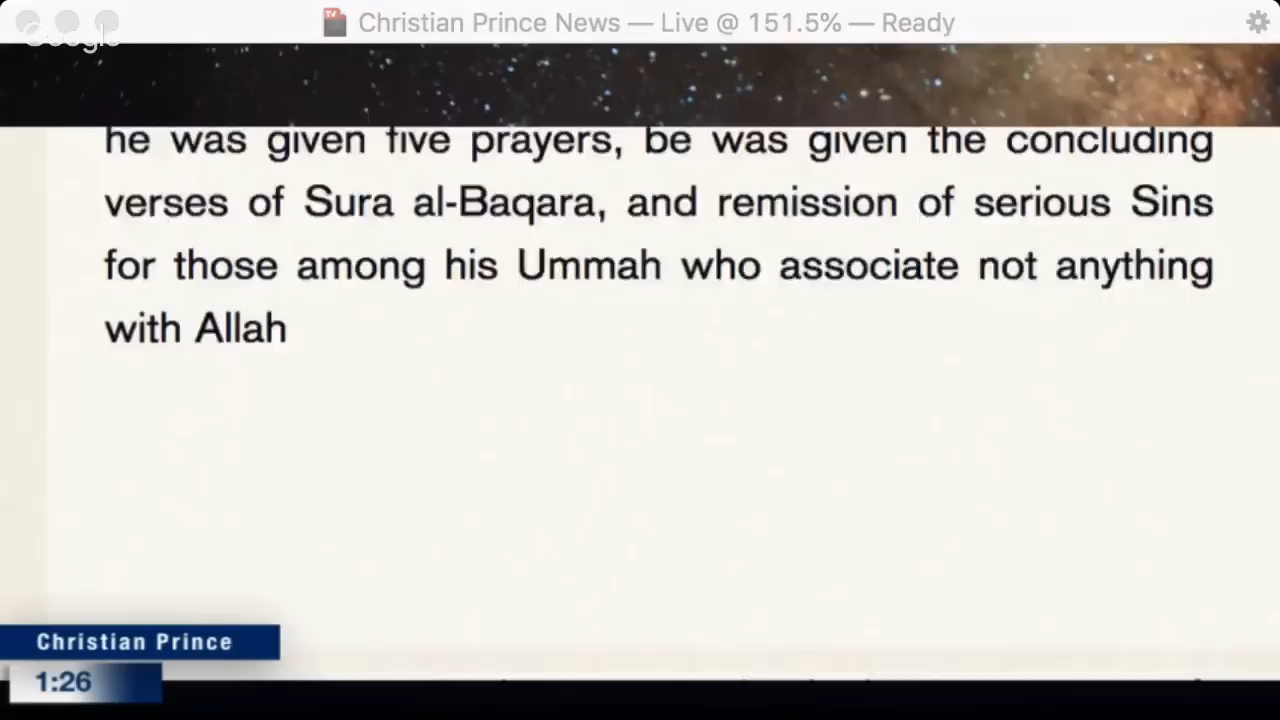 Christian Prince News — Live @ 151.5% — Ready
Google
he was given five prayers, be was given the concluding
verses of Sura al-Baqara, and remission of serious Sins
for those among his Ummah who associate not anything
with Allah
Christian Prince
1:26